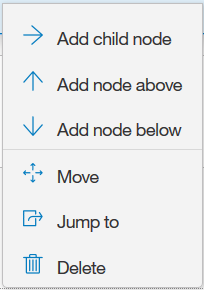 Add child node
Add node above
Add node below
Move
Jump to
Delete